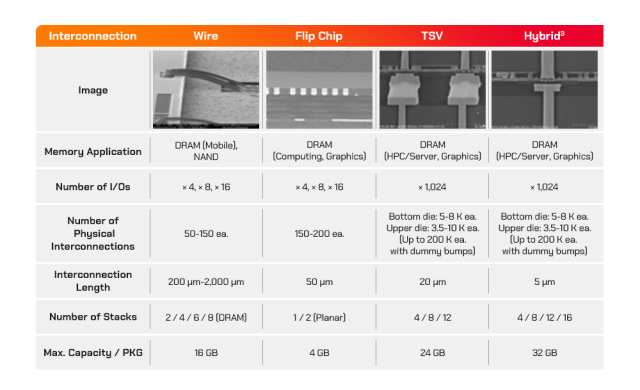 Interconnection Wire Flip Chip TSV Hybrid³
Image
Memory Application DRAM (Mobile), NAND DRAM (Computing, Graphics) DRAM (HPC/Server, Graphics) DRAM (HPC/Server, Graphics)
Number of I/Os × 4, × 8, × 16 × 4, × 8, × 16 × 1,024 × 1,024
Number of Physical Interconnections 50-150 ea. 150-200 ea. Bottom die: 5-8 K ea. Upper die: 3.5-10 K ea. (Up to 200 K ea. with dummy bumps) Bottom die: 5-8 K ea. Upper die: 3.5-10 K ea. (Up to 200 K ea. with dummy bumps)
Interconnection Length 200 µm-2,000 µm 50 µm 20 µm 5 µm
Number of Stacks 2 / 4 / 6 / 8 (DRAM) 1 / 2 (Planar) 4 / 8 / 12 4 / 8 / 12 / 16
Max. Capacity / PKG 16 GB 4 GB 24 GB 32 GB